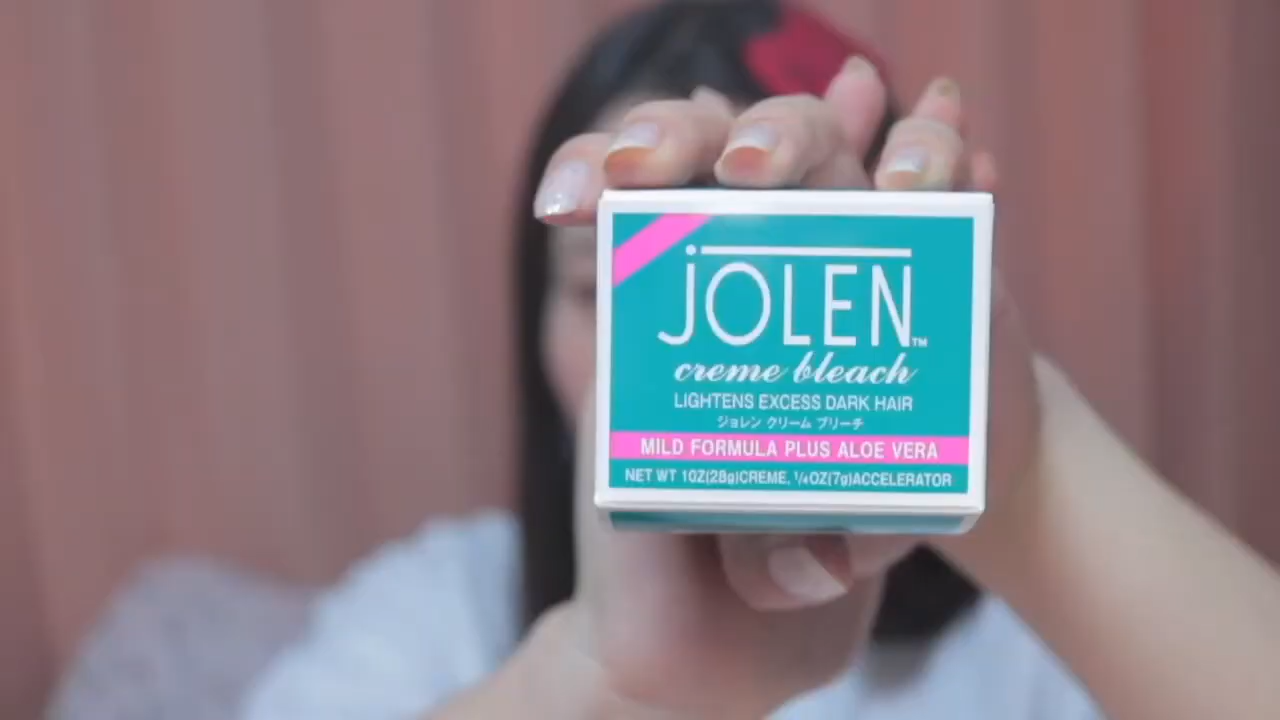 JOLEN™
creme bleach
LIGHTENS EXCESS DARK HAIR
ジョレン クリーム ブリーチ
MILD FORMULA PLUS ALOE VERA
NET WT 1OZ(28g)CREME, ¼OZ(7g)ACCELERATOR